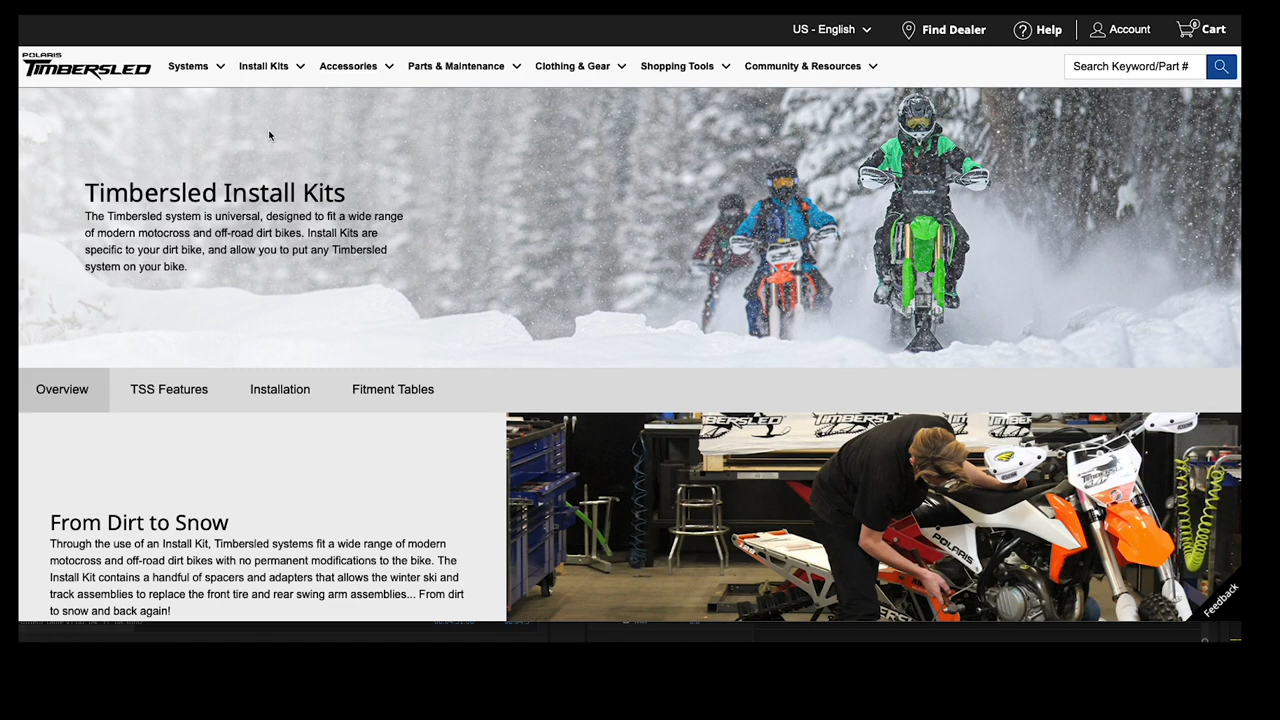 US - English
Find Dealer
Help
Account
0
Cart
POLARIS
TIMBERSLED
Systems
Install Kits
Accessories
Parts & Maintenance
Clothing & Gear
Shopping Tools
Community & Resources
Search Keyword/Part #
Timbersled Install Kits
The Timbersled system is universal, designed to fit a wide range
of modern motocross and off-road dirt bikes. Install Kits are
specific to your dirt bike, and allow you to put any Timbersled
system on your bike.
Overview
TSS Features
Installation
Fitment Tables
From Dirt to Snow
Through the use of an Install Kit, Timbersled systems fit a wide range of modern
motocross and off-road dirt bikes with no permanent modifications to the bike. The
Install Kit contains a handful of spacers and adapters that allows the winter ski and
track assemblies to replace the front tire and rear swing arm assemblies... From dirt
to snow and back again!
TIMBERSLED
POLARIS
Feedback